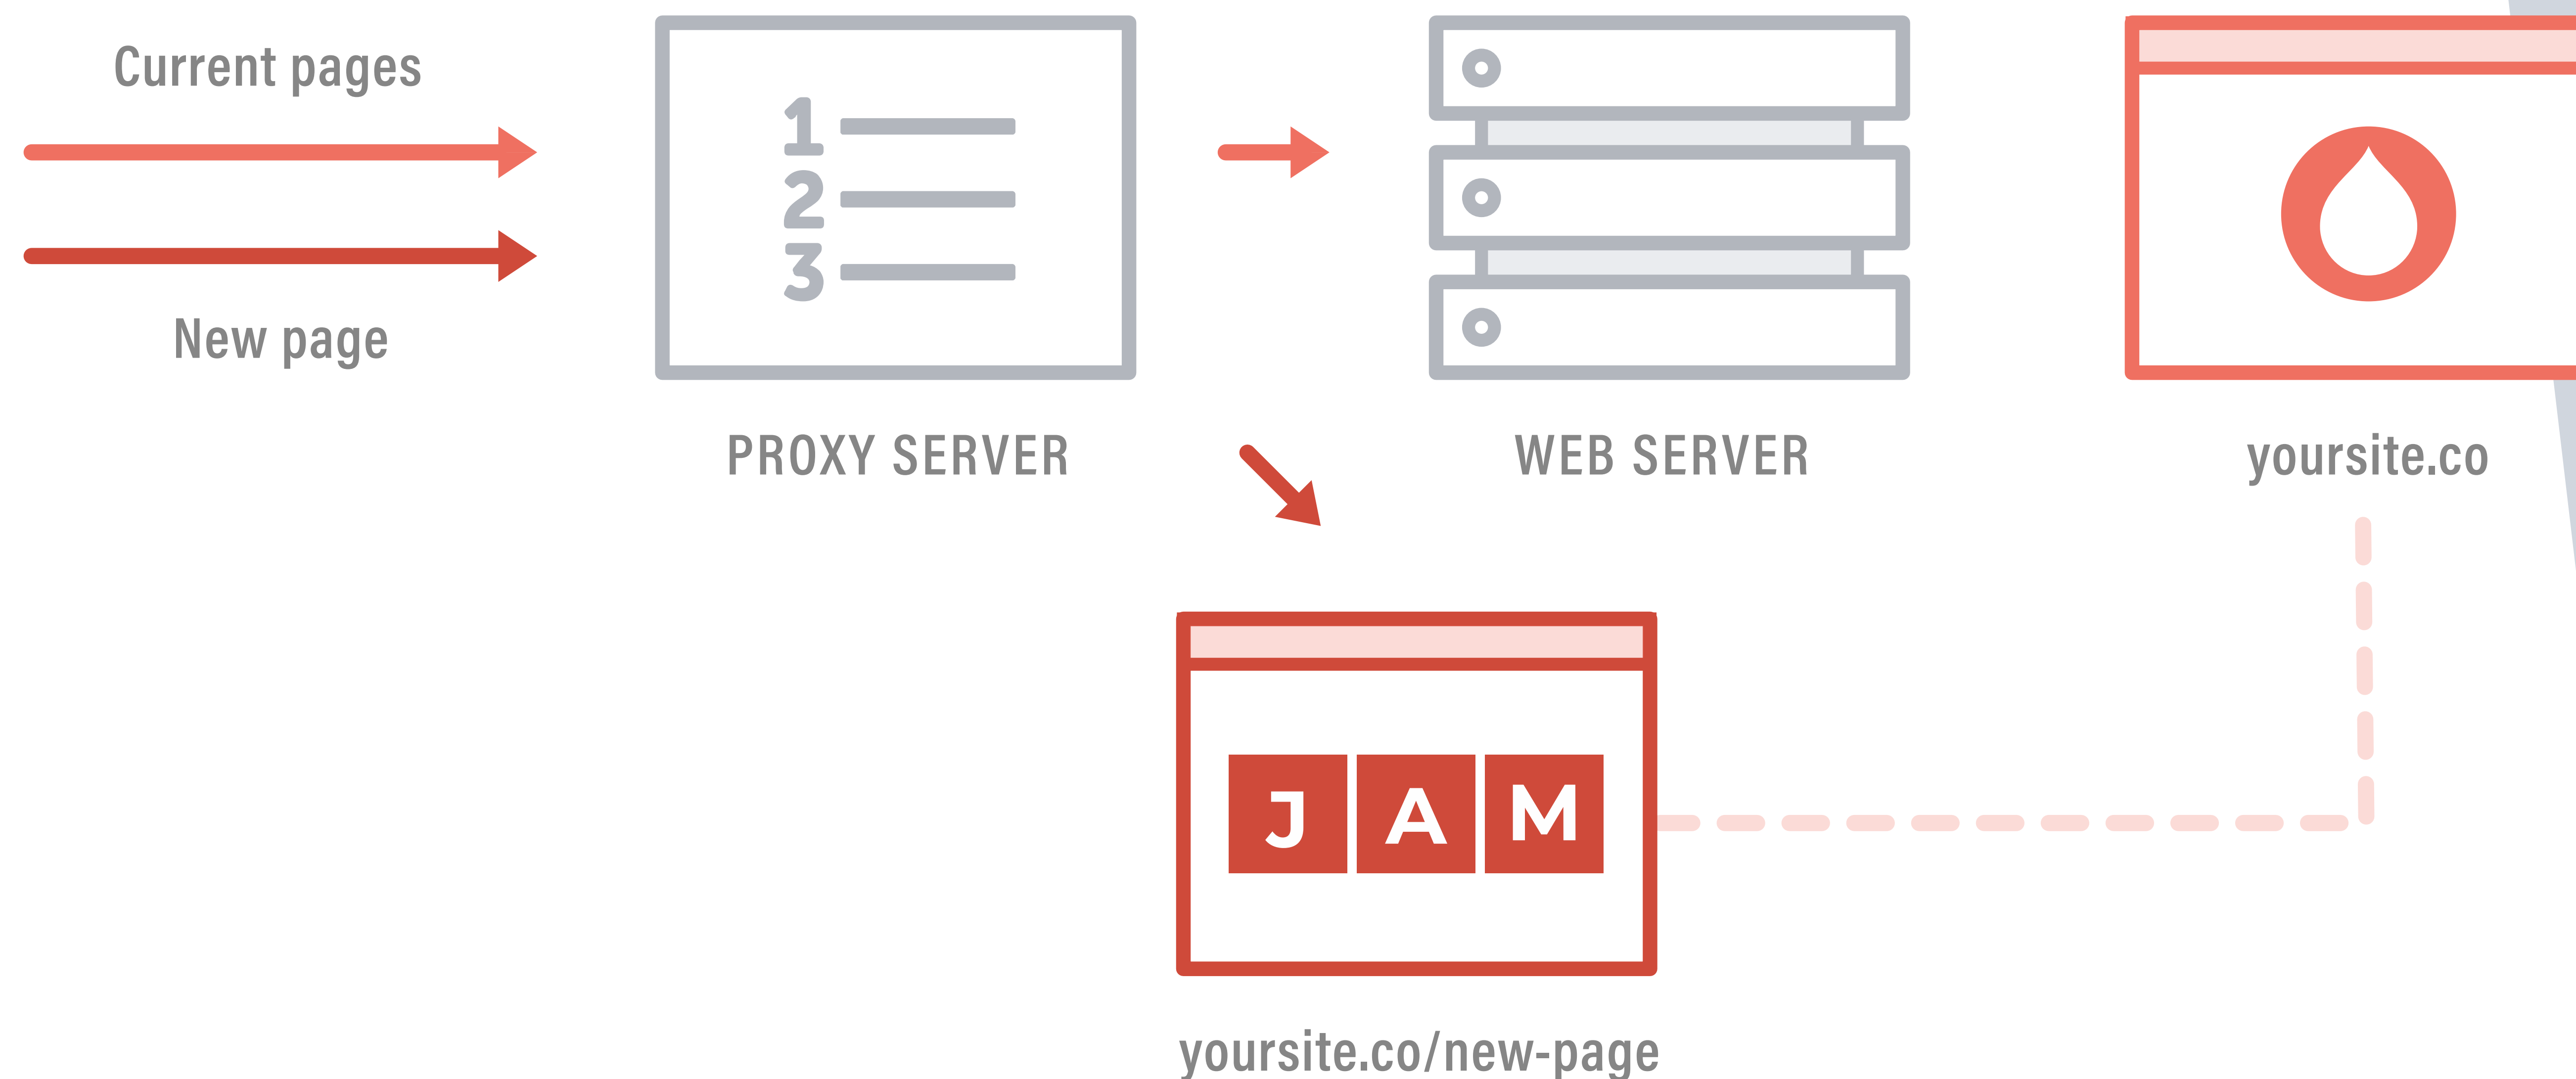 Current pages
New page
1
2
3
PROXY SERVER
WEB SERVER
yoursite.co
J A M
yoursite.co/new-page